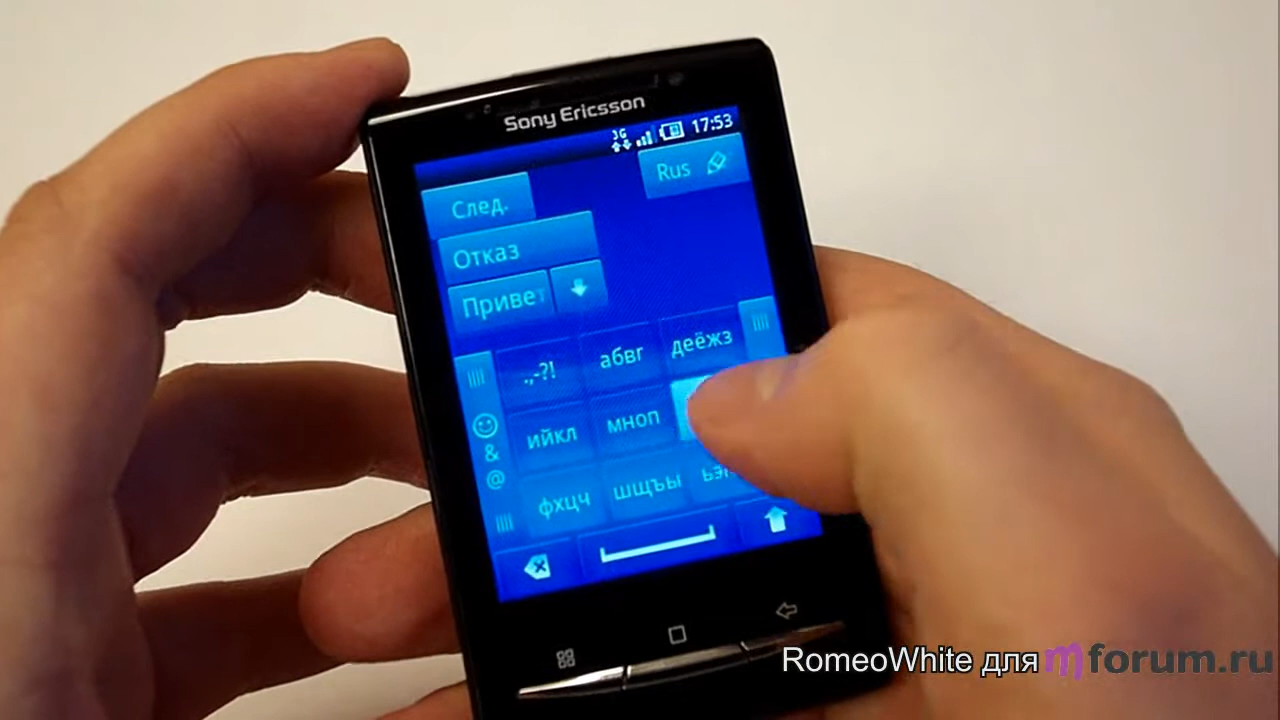 Sony Ericsson
3G 17:53
Rus
След.
Отказ
Привет
.,-?! абвг деёжз
ийкл мноп
&
@
фхцч шщъы
RomeoWhite для mforum.ru